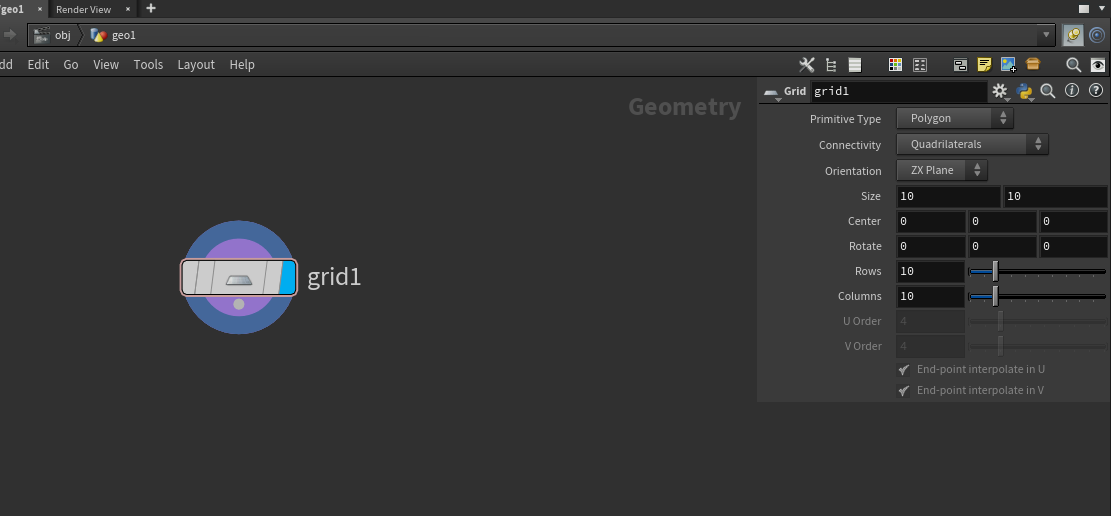 geo1 Render View
obj geo1
dd Edit Go View Tools Layout Help
Geometry
Grid grid1
Primitive Type Polygon
Connectivity Quadrilaterals
Orientation ZX Plane
Size 10 10
Center 0 0 0
Rotate 0 0 0
Rows 10
Columns 10
U Order 4
V Order 4
End-point interpolate in U
End-point interpolate in V
grid1